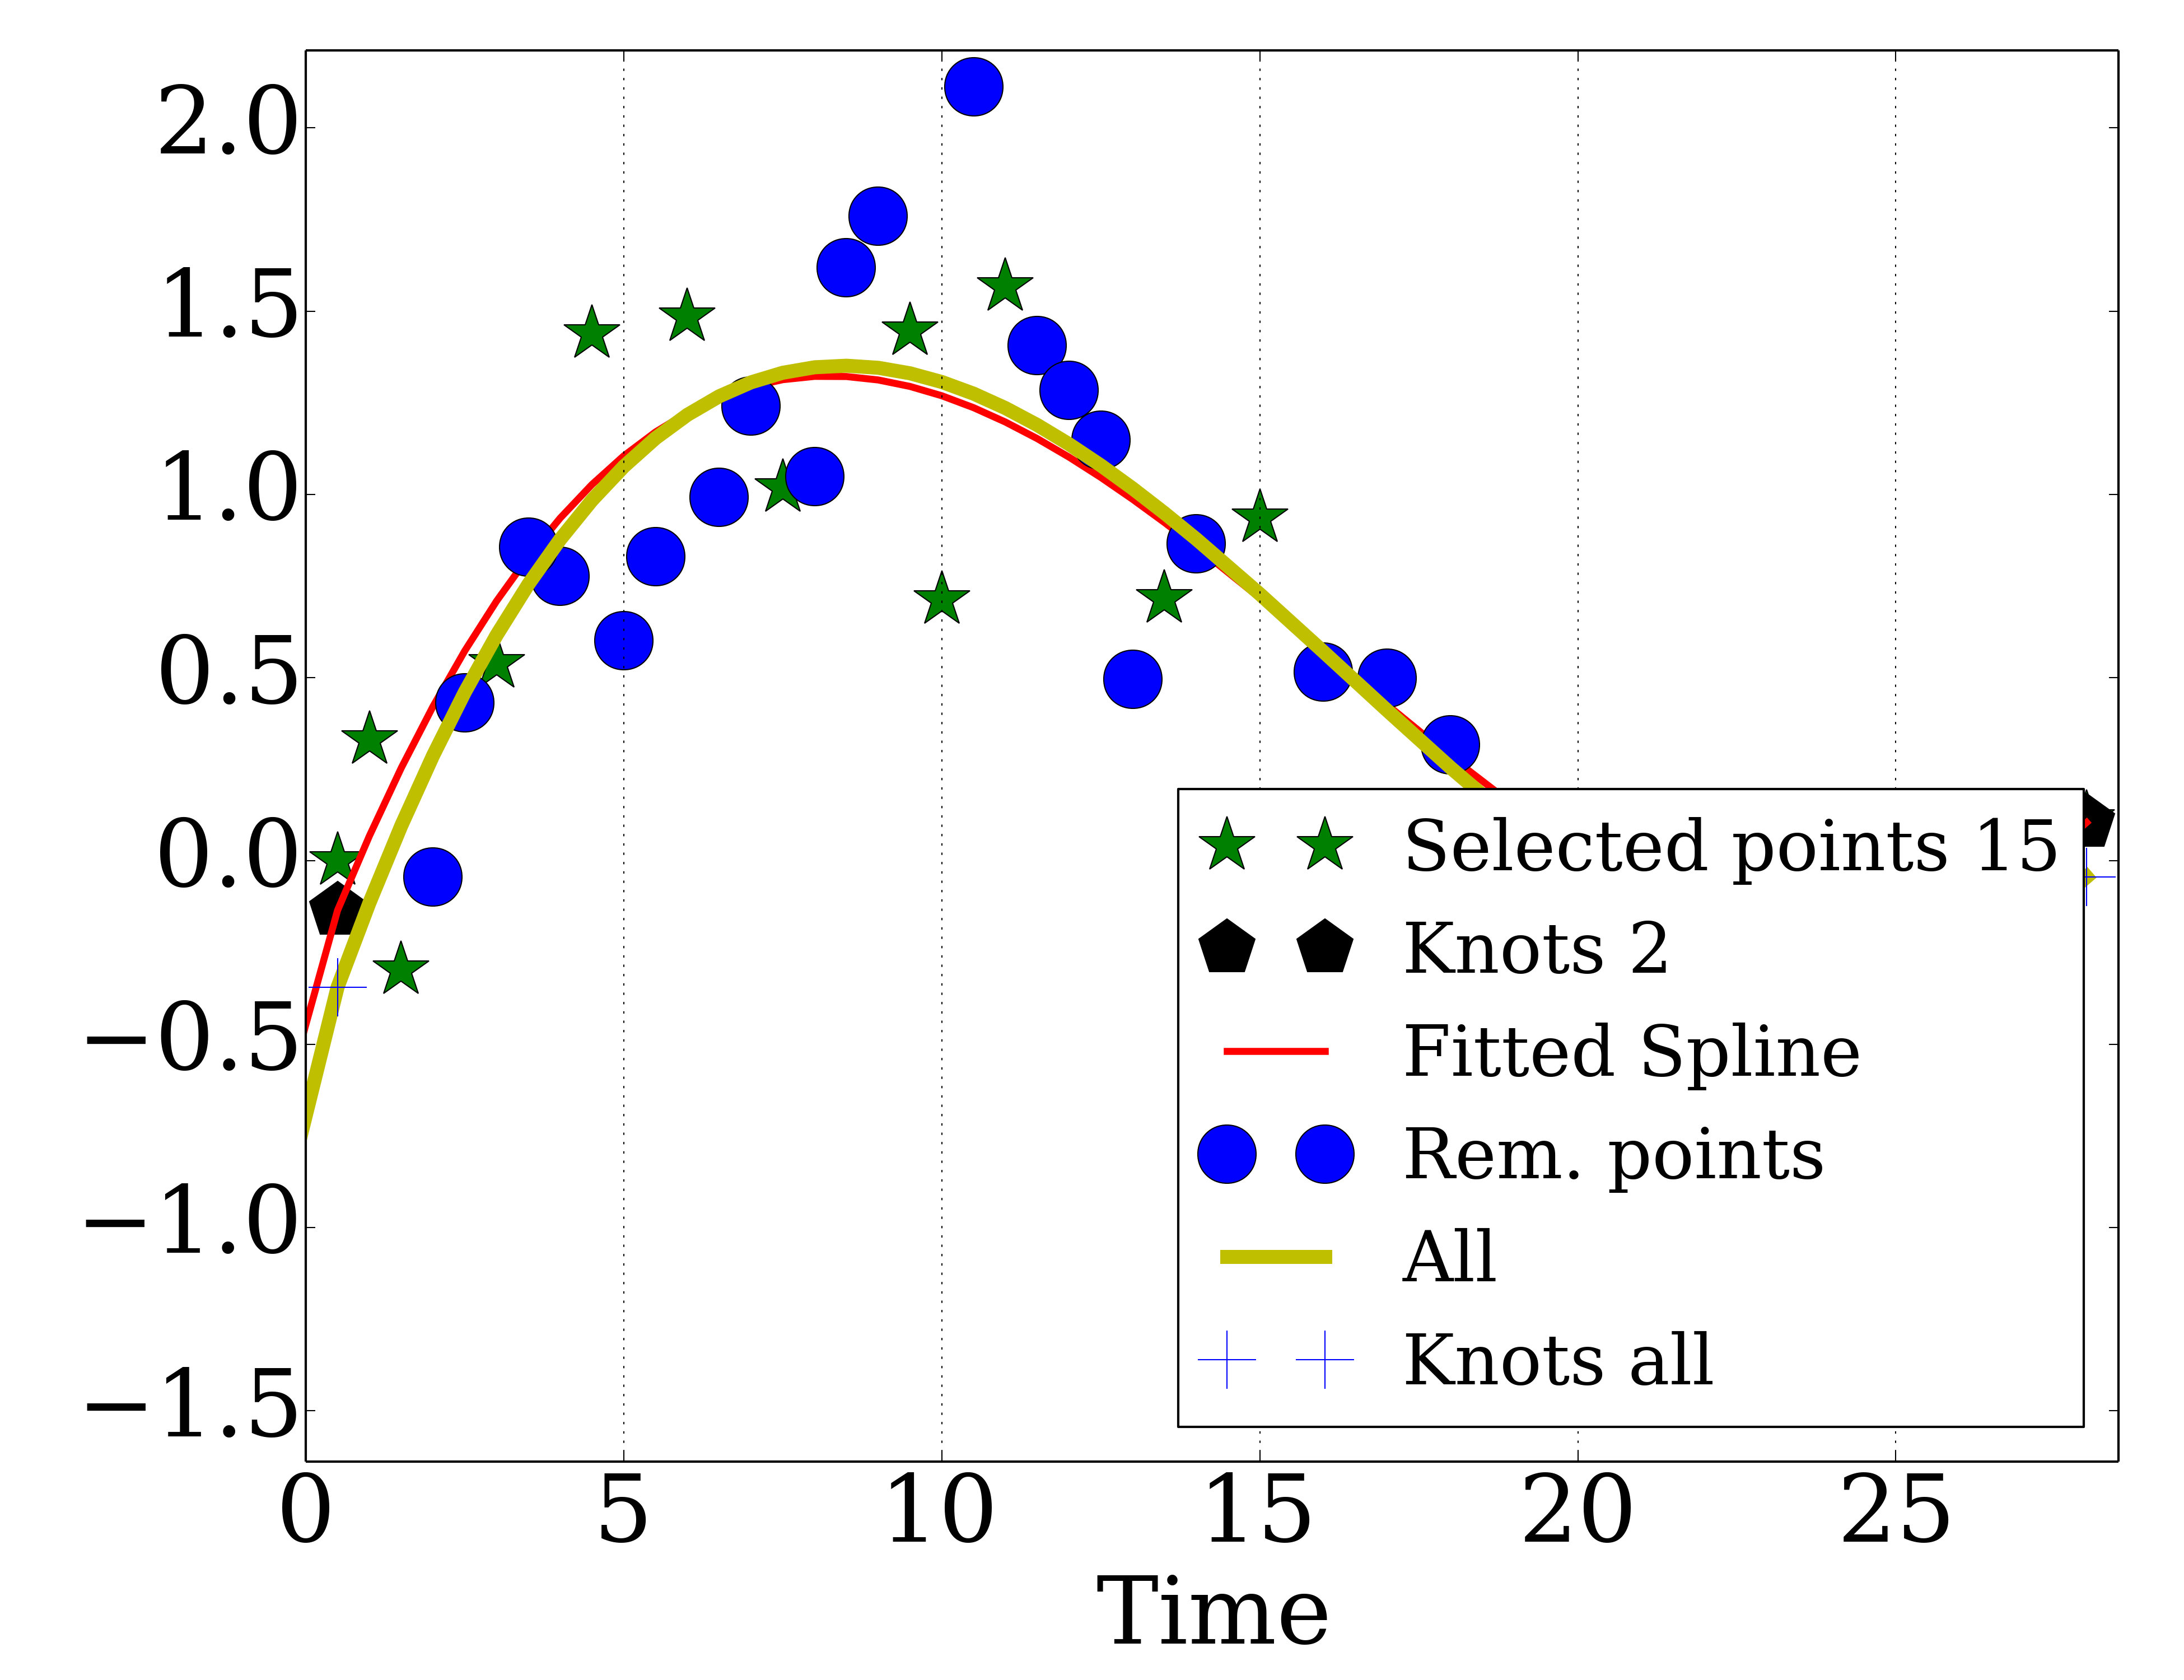 2.0
1.5
1.0
0.5
0.0
−0.5
−1.0
−1.5
Selected points 15
Knots 2
Fitted Spline
Rem. points
All
Knots all
0 5 10 15 20 25
Time